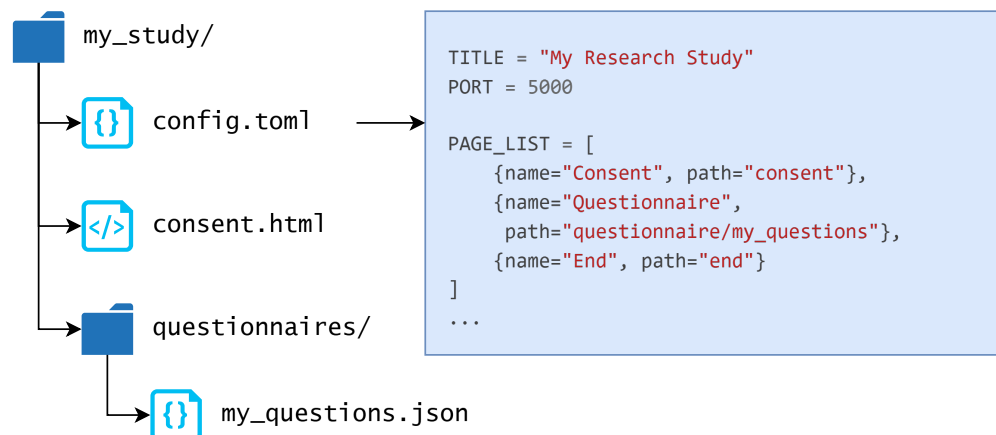 my_study/
{} config.toml
</> consent.html
questionnaires/
{} my_questions.json
TITLE = "My Research Study"
PORT = 5000
PAGE_LIST = [
    {name="Consent", path="consent"},
    {name="Questionnaire",
     path="questionnaire/my_questions"},
    {name="End", path="end"}
]
...